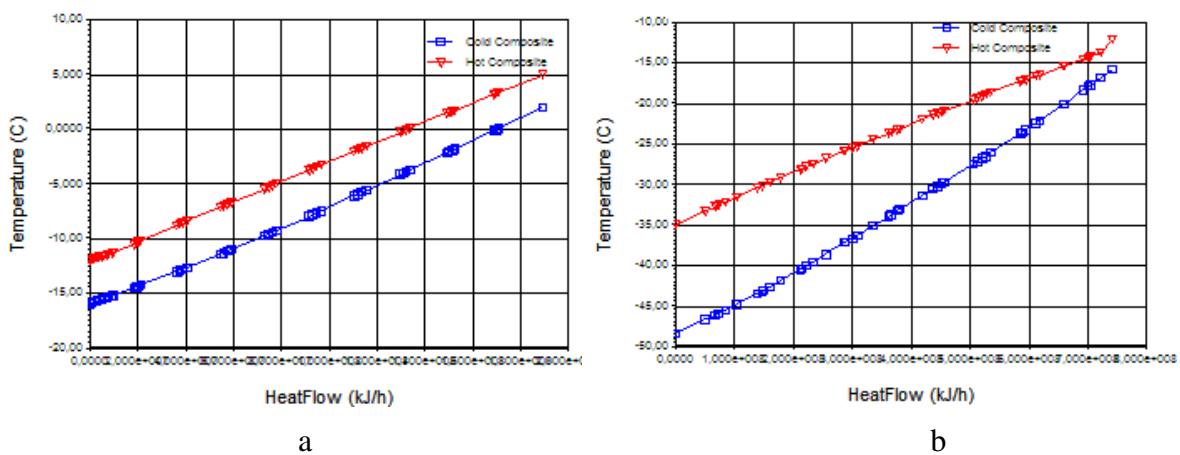 10,00
5,000
0,0000
-5,000
-10,00
-15,00
-20,00
Temperature (C)
Cold Composite
Hot Composite
0,0000
HeatFlow (kJ/h)
a
-10,00
-15,00
-20,00
-25,00
-30,00
-35,00
-40,00
-45,00
-50,00
Temperature (C)
Cold Composite
Hot Composite
0,0000 1,000e+008 2,000e+008 3,000e+008 4,000e+008 5,000e+008 6,000e+008 7,000e+008 8,000e+008
HeatFlow (kJ/h)
b